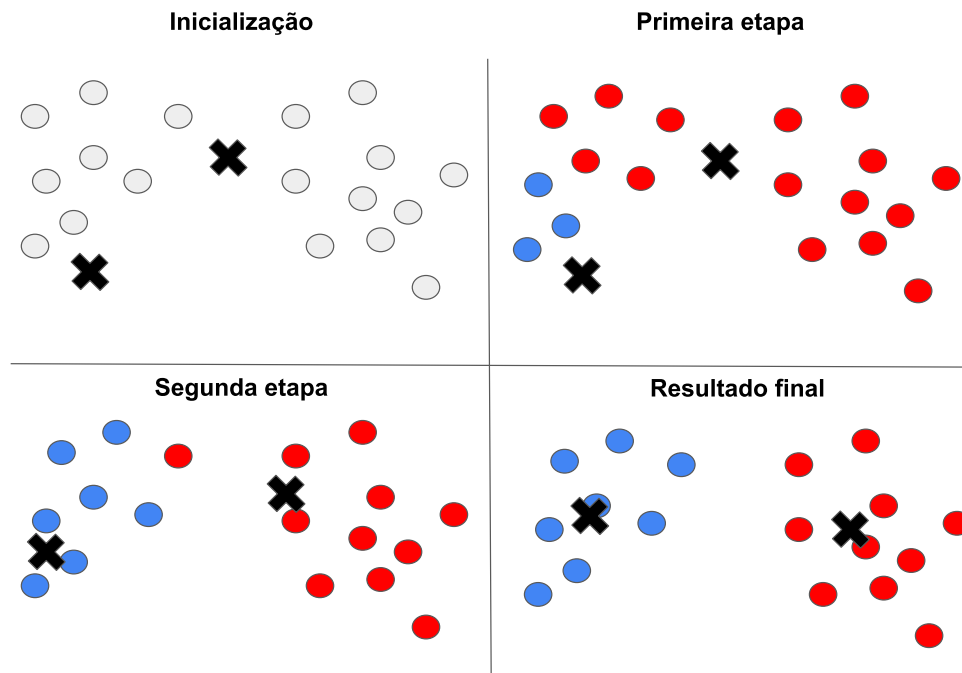 Inicialização
Primeira etapa
Segunda etapa
Resultado final